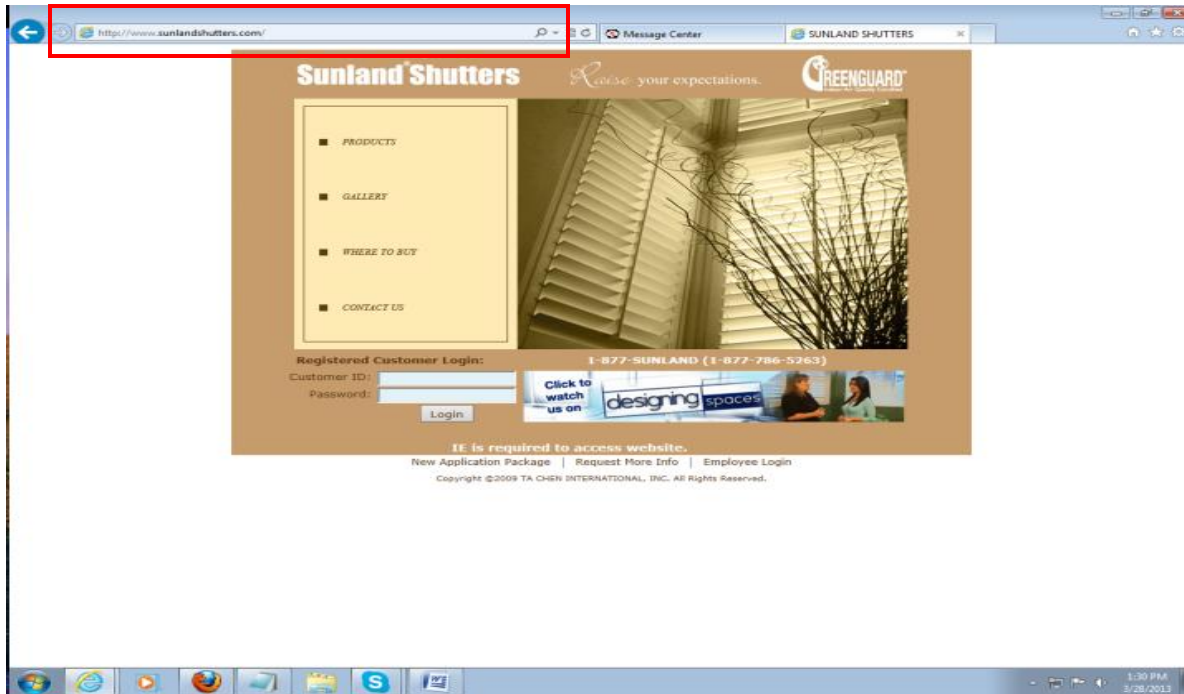 http://www.sunlandshutters.com/
Message Center
SUNLAND SHUTTERS
Sunland Shutters
Raise your expectations.
GREENGUARD
PRODUCTS
GALLERY
WHERE TO BUY
CONTACT US
Registered Customer Login:
1-877-SUNLAND (1-877-786-5263)
Customer ID:
Password:
Login
Click to
watch
us on
designing spaces
IE is required to access website.
New Application Package | Request More Info | Employee Login
Copyright ©2009 TA CHEN INTERNATIONAL, INC. All Rights Reserved.
1:30 PM
3/28/2013